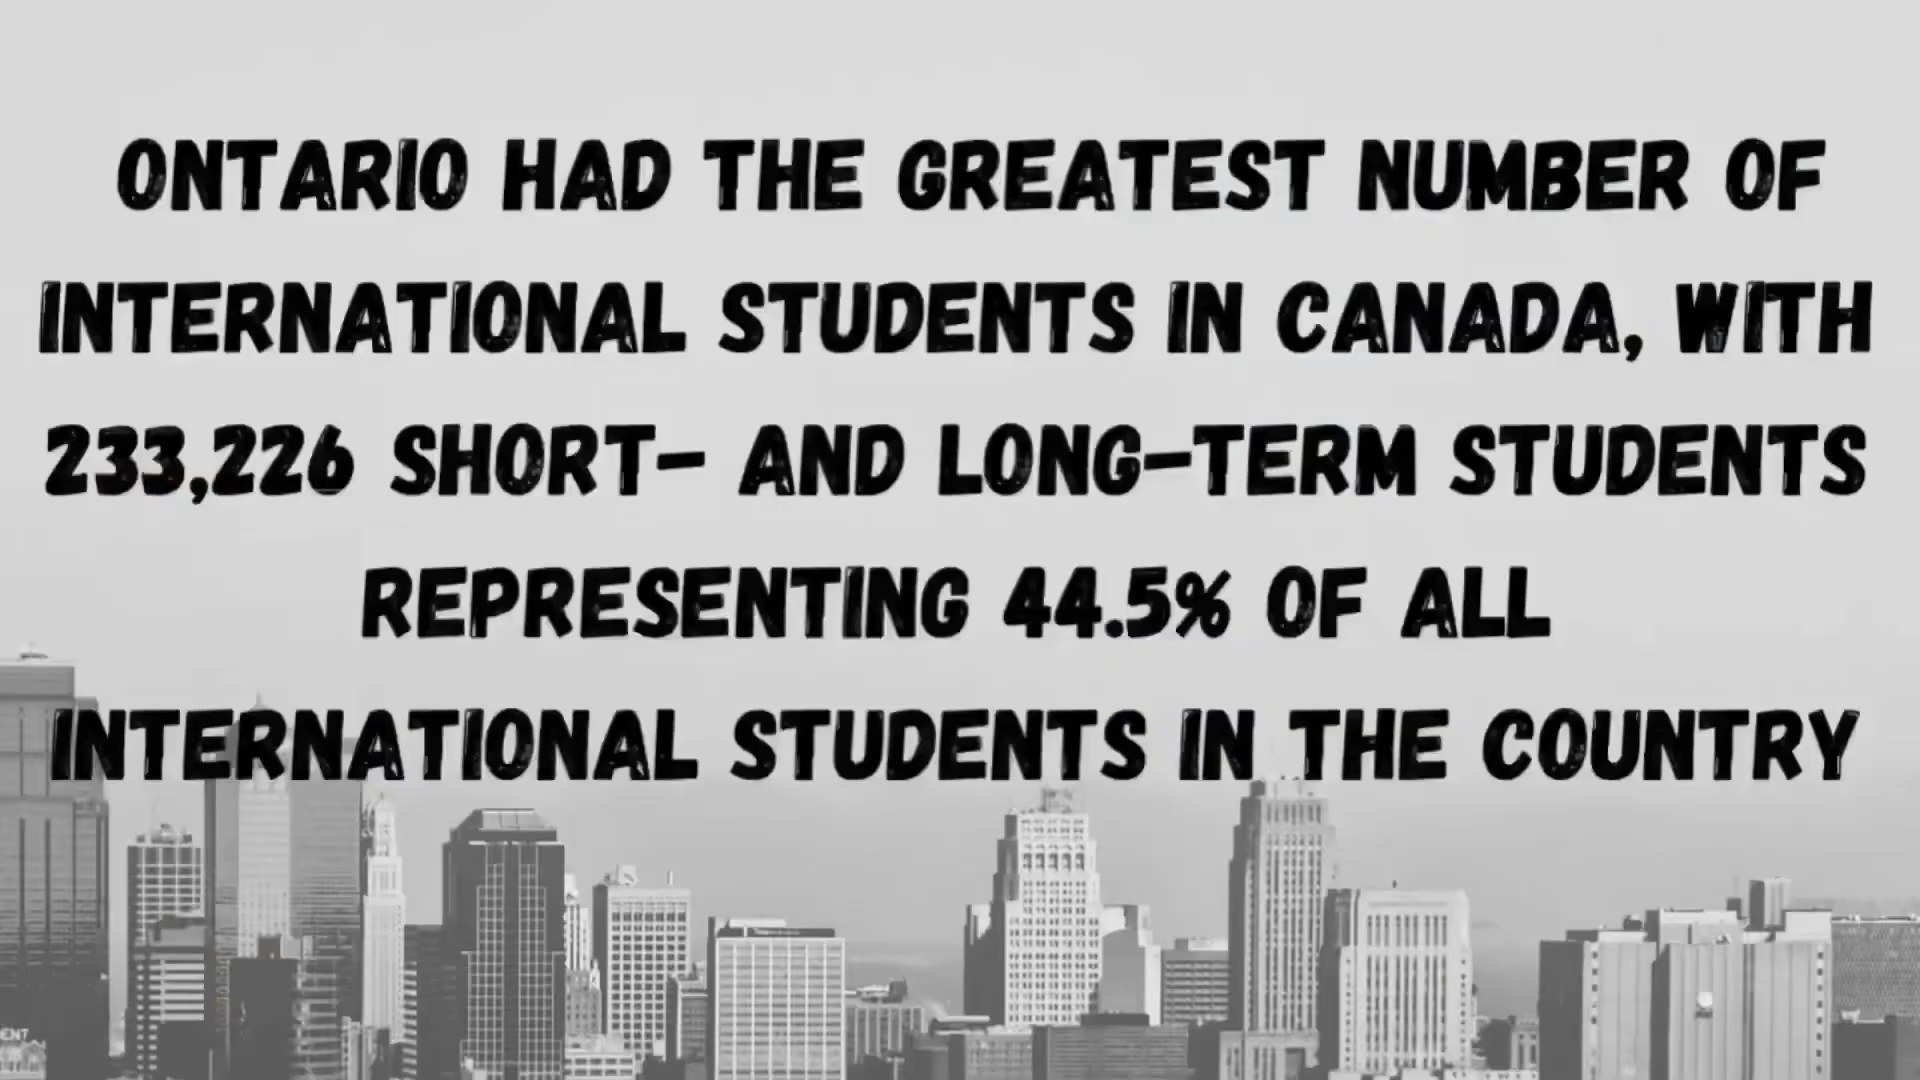 ONTARIO HAD THE GREATEST NUMBER OF
INTERNATIONAL STUDENTS IN CANADA, WITH
233,226 SHORT- AND LONG-TERM STUDENTS
REPRESENTING 44.5% OF ALL
INTERNATIONAL STUDENTS IN THE COUNTRY